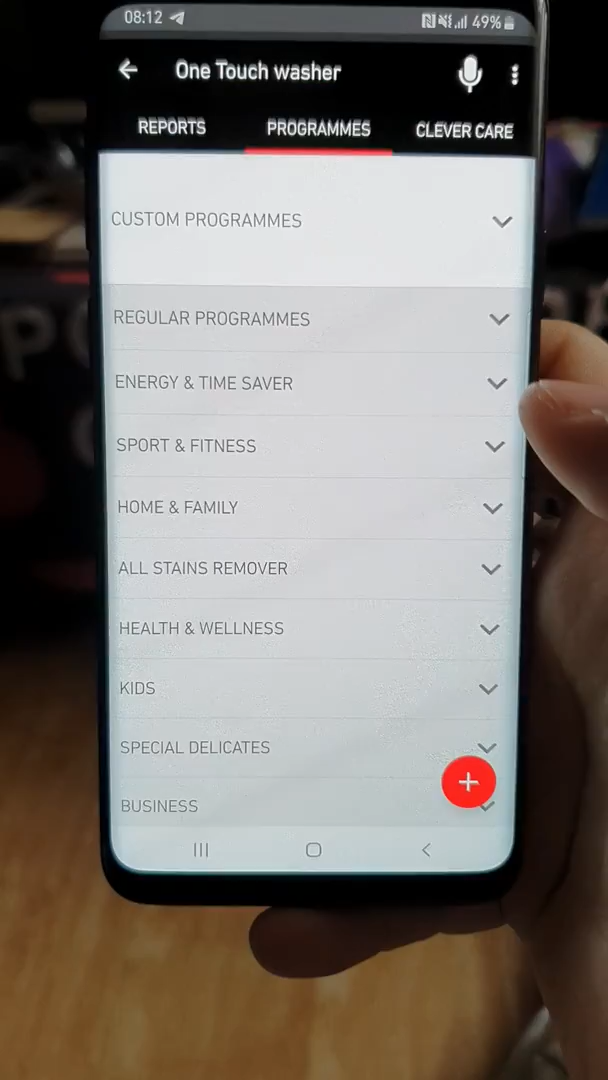 08:12
49%
One Touch washer
REPORTS
PROGRAMMES
CLEVER CARE
CUSTOM PROGRAMMES
REGULAR PROGRAMMES
ENERGY & TIME SAVER
SPORT & FITNESS
HOME & FAMILY
ALL STAINS REMOVER
HEALTH & WELLNESS
KIDS
SPECIAL DELICATES
BUSINESS